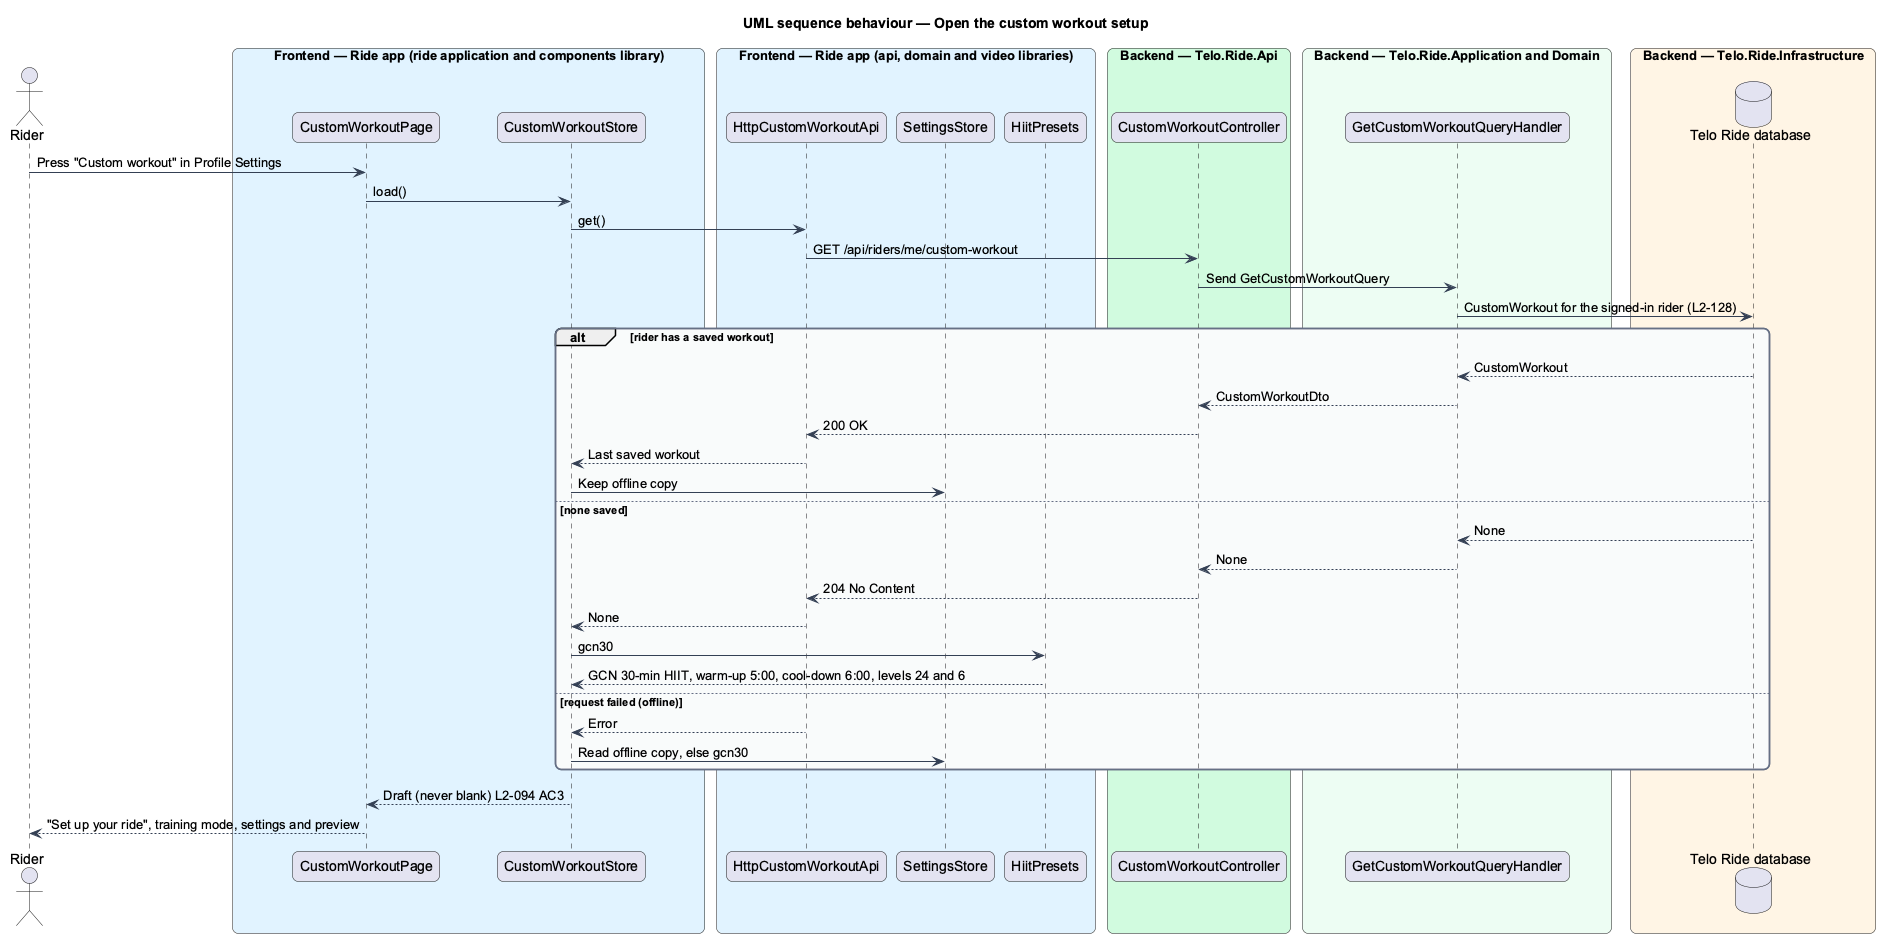 UML sequence behaviour — Open the custom workout setup
Frontend — Ride app (ride application and components library)
Frontend — Ride app (api, domain and video libraries)
Backend — Telo.Ride.Api
Backend — Telo.Ride.Application and Domain
Backend — Telo.Ride.Infrastructure
Rider
CustomWorkoutPage
CustomWorkoutStore
HttpCustomWorkoutApi
SettingsStore
HiitPresets
CustomWorkoutController
GetCustomWorkoutQueryHandler
Telo Ride database
Press "Custom workout" in Profile Settings
load()
get()
GET /api/riders/me/custom-workout
Send GetCustomWorkoutQuery
CustomWorkout for the signed-in rider (L2-128)
alt
[rider has a saved workout]
CustomWorkout
CustomWorkoutDto
200 OK
Last saved workout
Keep offline copy
[none saved]
None
None
204 No Content
None
gcn30
GCN 30-min HIIT, warm-up 5:00, cool-down 6:00, levels 24 and 6
[request failed (offline)]
Error
Read offline copy, else gcn30
Draft (never blank) L2-094 AC3
"Set up your ride", training mode, settings and preview
Rider
CustomWorkoutPage
CustomWorkoutStore
HttpCustomWorkoutApi
SettingsStore
HiitPresets
CustomWorkoutController
GetCustomWorkoutQueryHandler
Telo Ride database